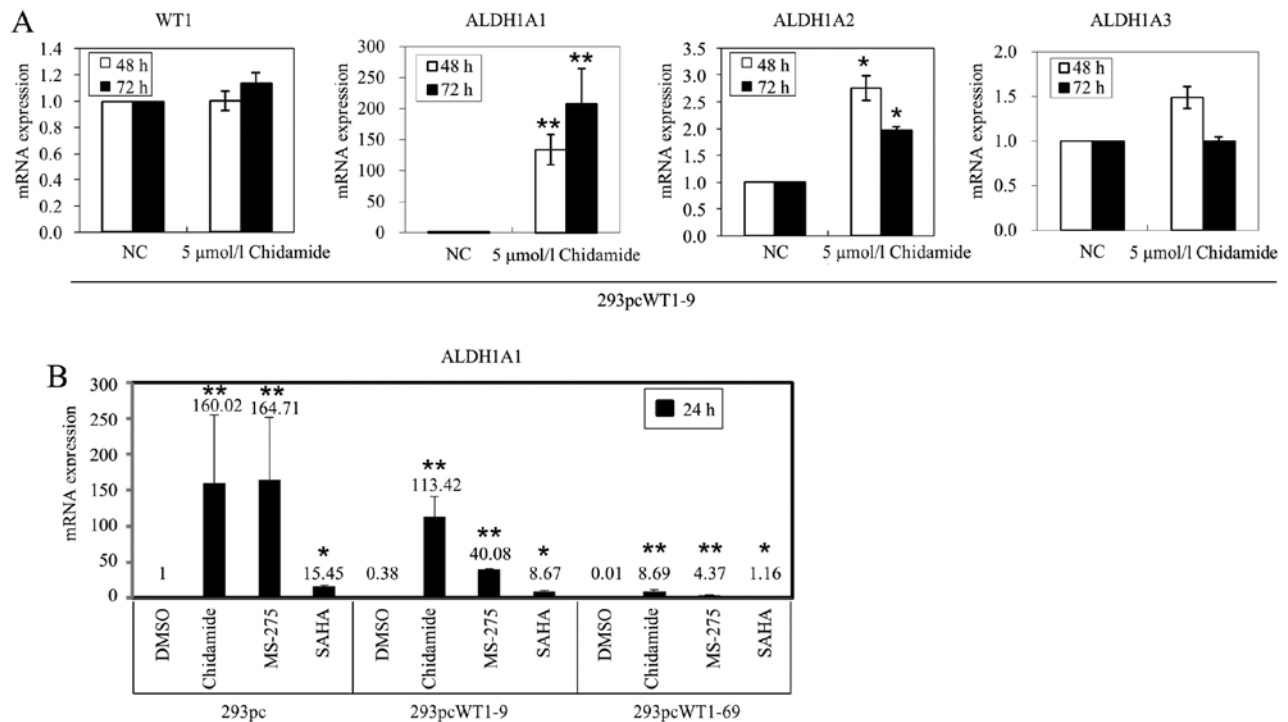 A
WT1
mRNA expression
1.4
1.2
1.0
0.8
0.6
0.4
0.2
0.0
48 h
72 h
NC
5 μmol/l Chidamide
ALDH1A1
mRNA expression
300
250
200
150
100
50
0
48 h
72 h
**
**
NC
5 μmol/l Chidamide
ALDH1A2
mRNA expression
3.5
3.0
2.5
2.0
1.5
1.0
0.5
0.0
48 h
72 h
*
*
NC
5 μmol/l Chidamide
ALDH1A3
mRNA expression
2.0
1.5
1.0
0.5
0.0
48 h
72 h
NC
5 μmol/l Chidamide
293pcWT1-9
B
ALDH1A1
mRNA expression
300
250
200
150
100
50
0
24 h
1
**
160.02
**
164.71
*
15.45
0.38
**
113.42
**
40.08
*
8.67
0.01
**
8.69
**
4.37
*
1.16
DMSO
Chidamide
MS-275
SAHA
DMSO
Chidamide
MS-275
SAHA
DMSO
Chidamide
MS-275
SAHA
293pc
293pcWT1-9
293pcWT1-69